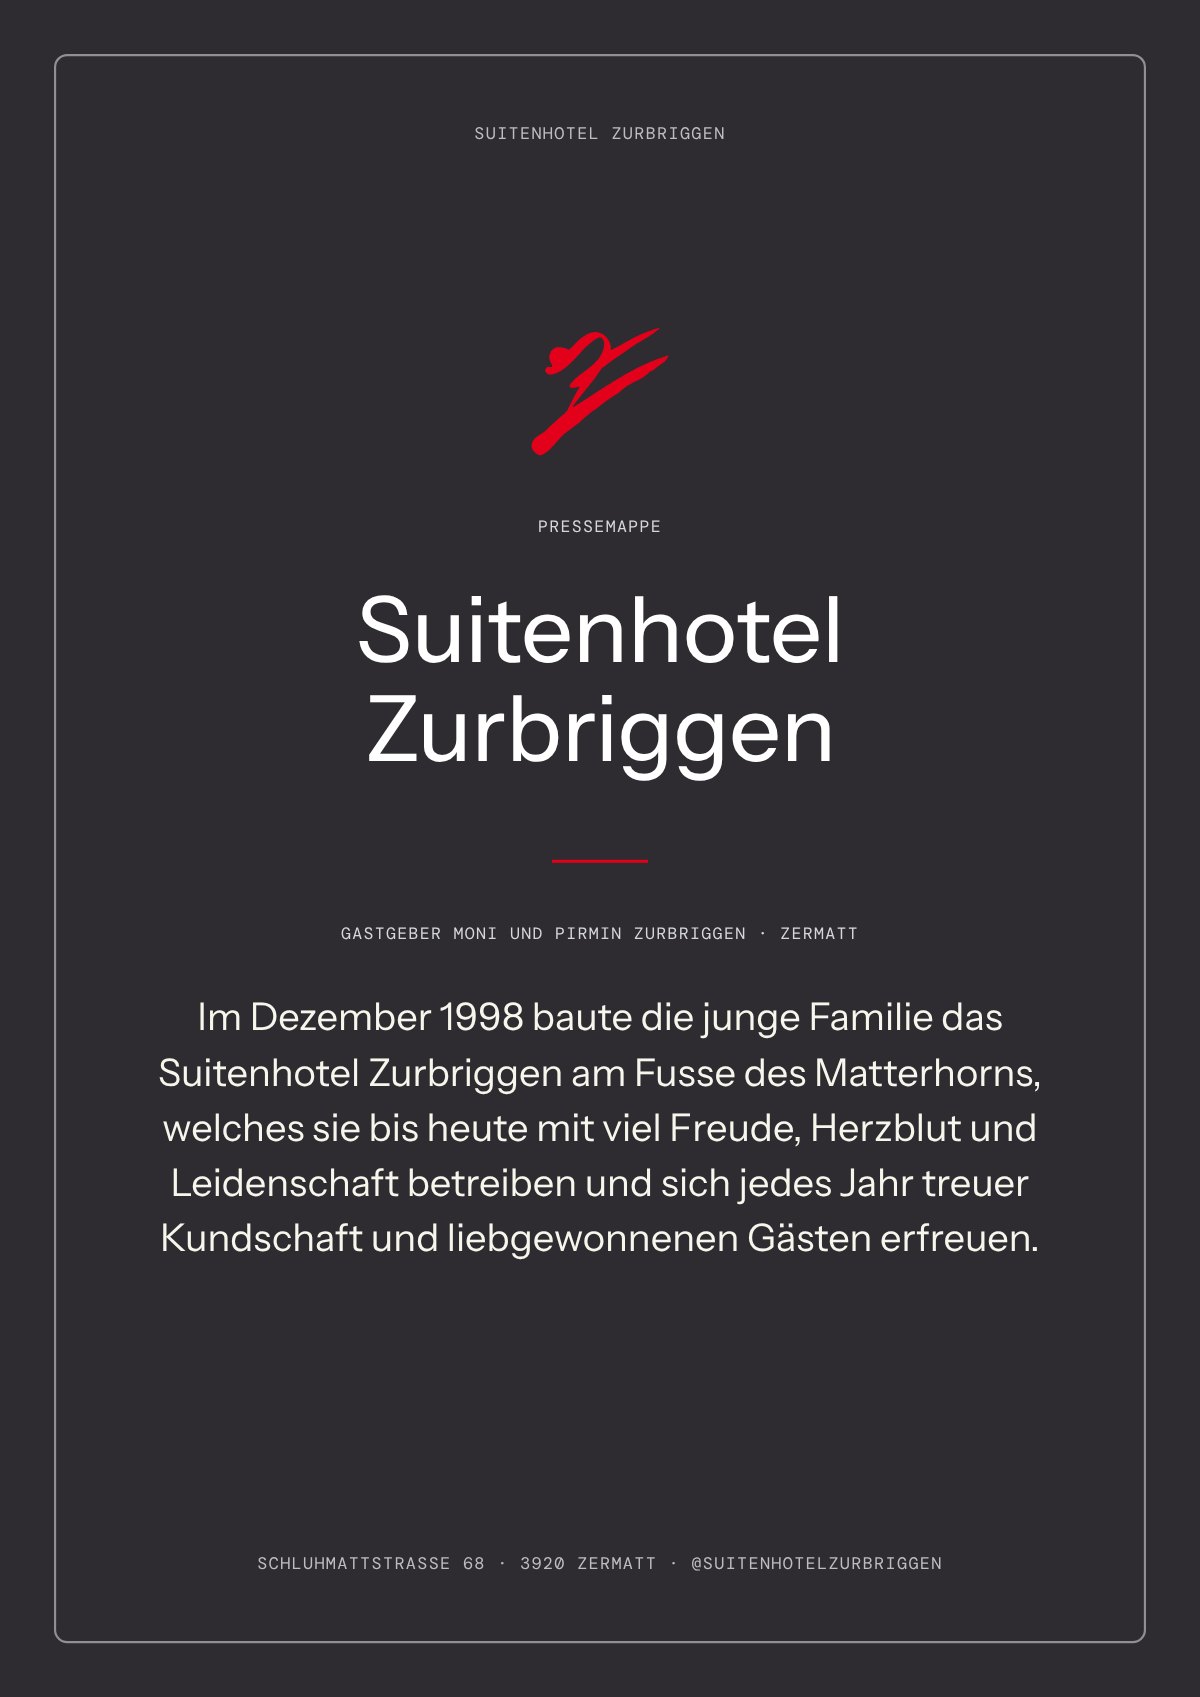 SUITENHOTEL ZURBRIGGEN
PRESSEMAPPE
Suitenhotel
Zurbriggen
GASTGEBER MONI UND PIRMIN ZURBRIGGEN · ZERMATT
Im Dezember 1998 baute die junge Familie das
Suitenhotel Zurbriggen am Fusse des Matterhorns,
welches sie bis heute mit viel Freude, Herzblut und
Leidenschaft betreiben und sich jedes Jahr treuer
Kundschaft und liebgewonnenen Gästen erfreuen.
SCHLUHMATTSTRASSE 68 · 3920 ZERMATT · @SUITENHOTELZURBRIGGEN